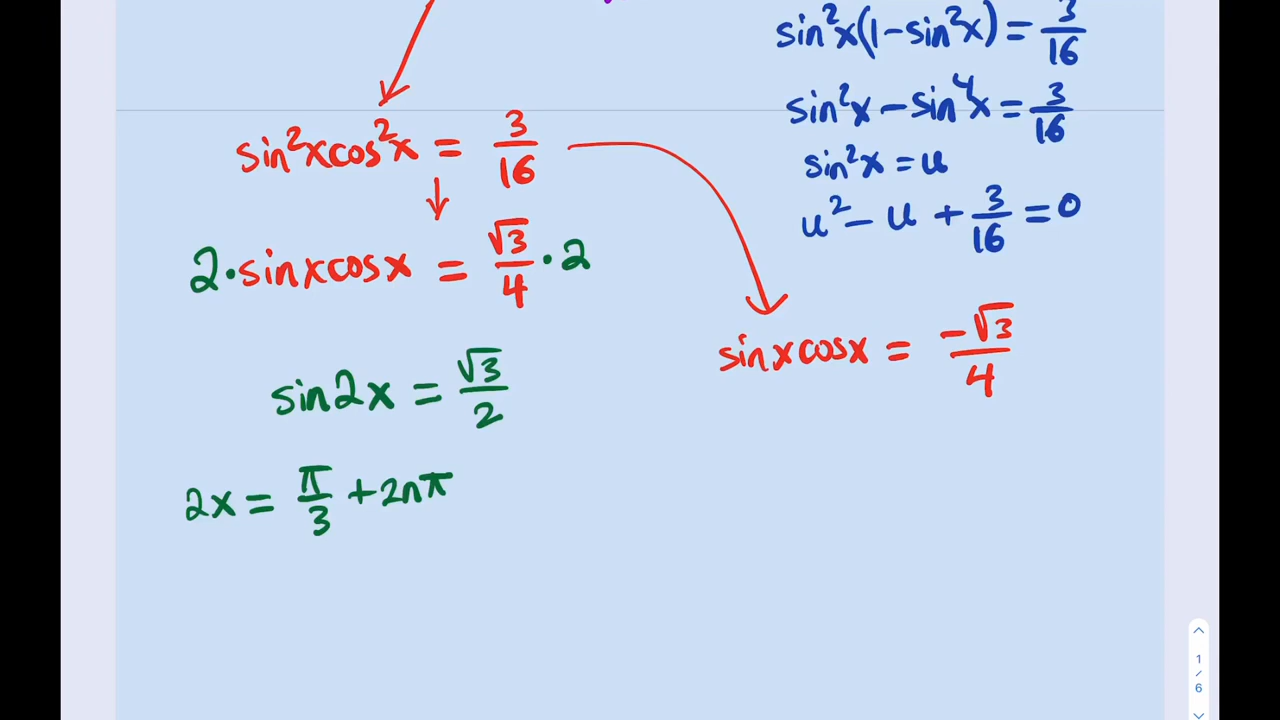 sin²x(1-sin²x) = 3/16
sin²x - sin⁴x = 3/16
sin²x = u
u² - u + 3/16 = 0
sin²xcos²x = 3/16
2·sinxcosx = √3/4 · 2
sinxcosx = -√3/4
sin2x = √3/2
2x = π/3 + 2nπ
1
/
6